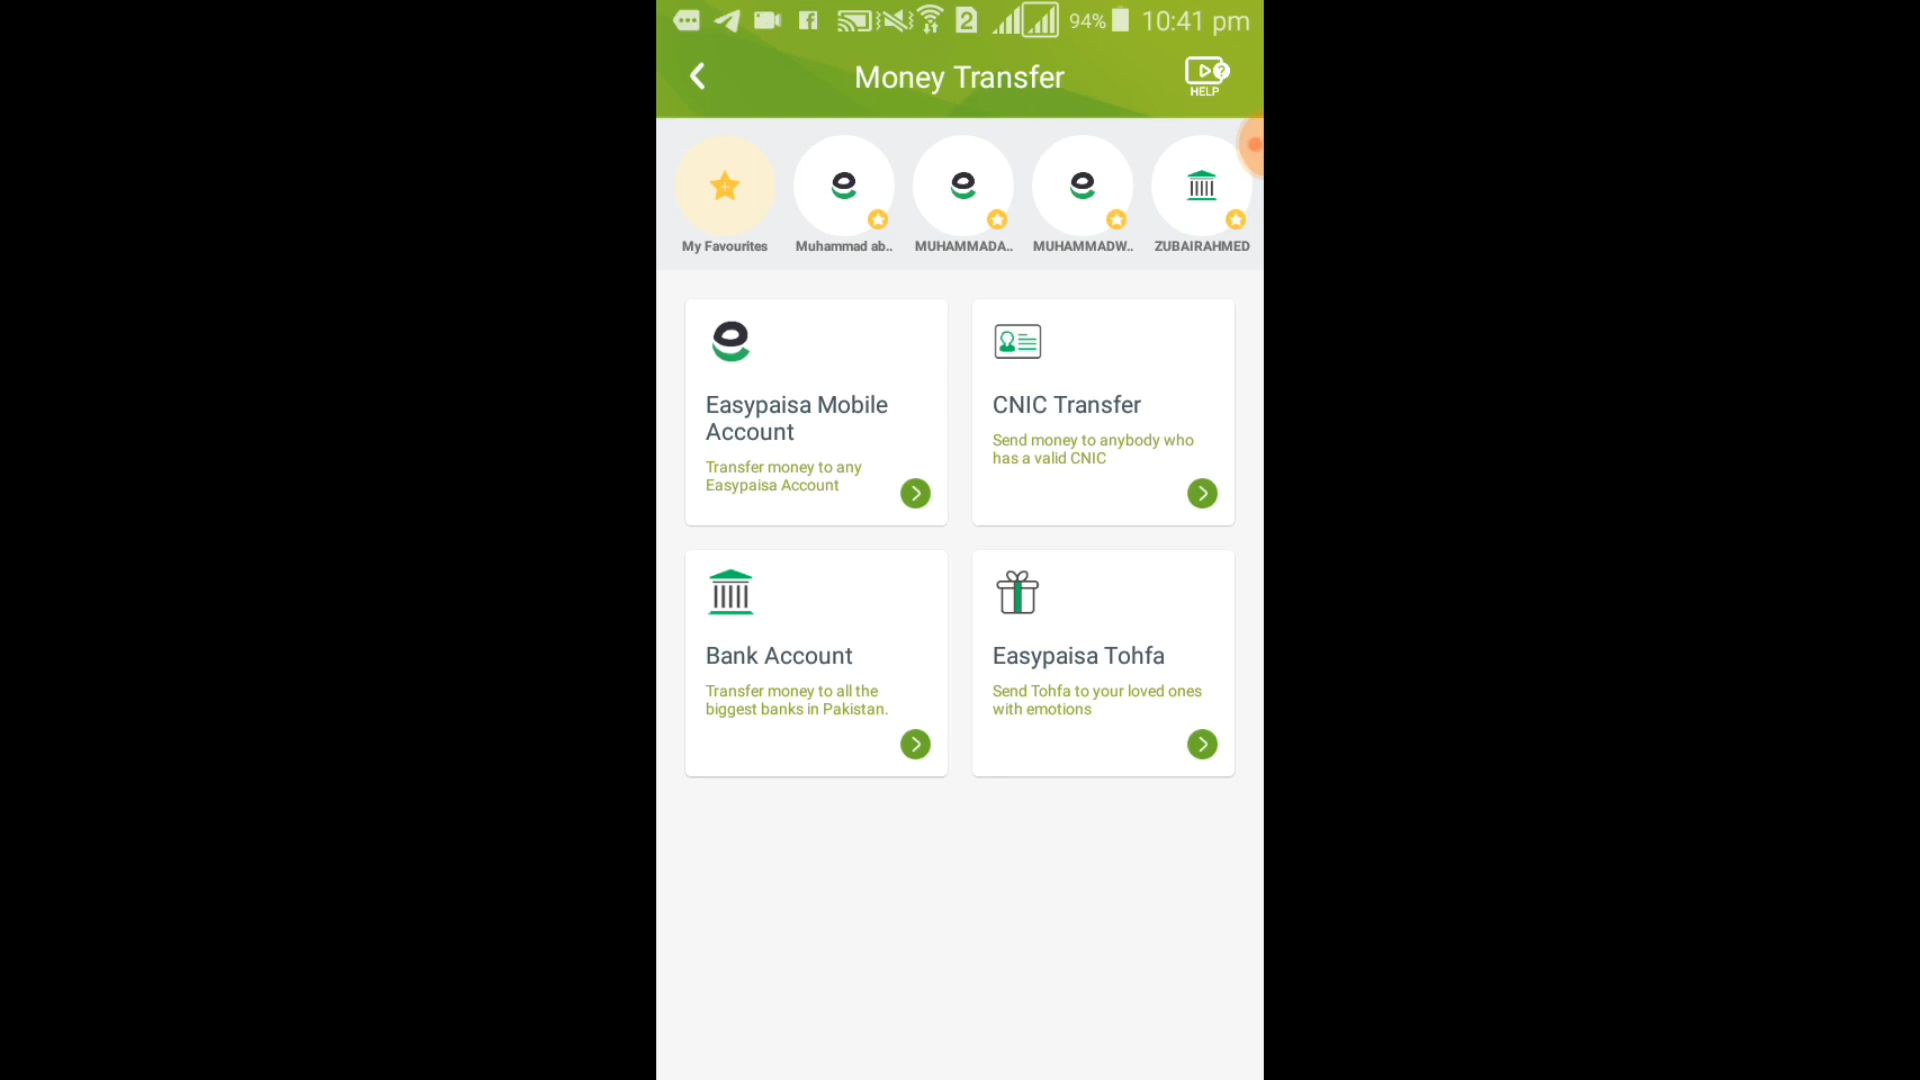 2 94% 10:41 pm
Money Transfer
HELP
My Favourites Muhammad ab.. MUHAMMADA.. MUHAMMADW.. ZUBAIRAHMED
Easypaisa Mobile
Account
Transfer money to any
Easypaisa Account
CNIC Transfer
Send money to anybody who
has a valid CNIC
Bank Account
Transfer money to all the
biggest banks in Pakistan.
Easypaisa Tohfa
Send Tohfa to your loved ones
with emotions